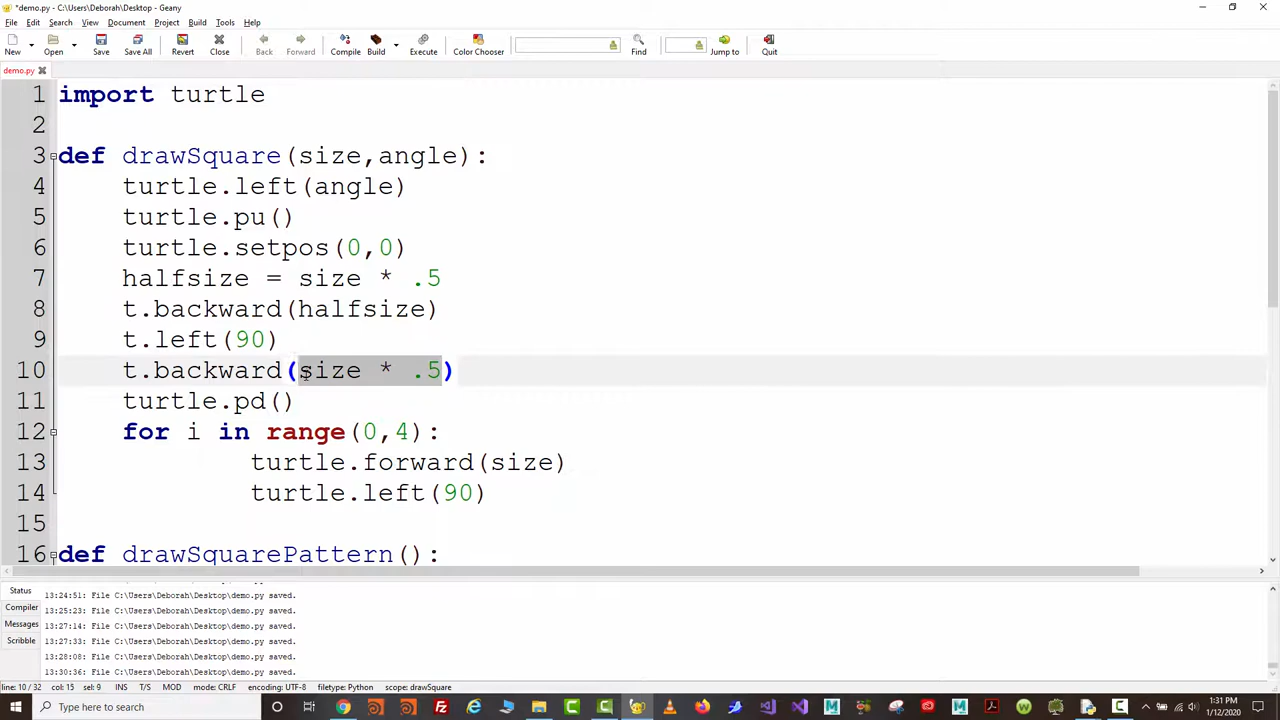 *demo.py - C:\Users\Deborah\Desktop - Geany
File Edit Search View Document Project Build Tools Help
New Open Save Save All Revert Close Back Forward Compile Build Execute Color Chooser Find Jump to Quit
demo.py
1 import turtle
2
3 def drawSquare(size,angle):
4 turtle.left(angle)
5 turtle.pu()
6 turtle.setpos(0,0)
7 halfsize = size * .5
8 t.backward(halfsize)
9 t.left(90)
10 t.backward(size * .5)
11 turtle.pd()
12 for i in range(0,4):
13 turtle.forward(size)
14 turtle.left(90)
15
16 def drawSquarePattern():
Status
Compiler
Messages
Scribble
13:24:51: File C:\Users\Deborah\Desktop\demo.py saved.
13:25:23: File C:\Users\Deborah\Desktop\demo.py saved.
13:27:14: File C:\Users\Deborah\Desktop\demo.py saved.
13:27:33: File C:\Users\Deborah\Desktop\demo.py saved.
13:28:08: File C:\Users\Deborah\Desktop\demo.py saved.
13:30:36: File C:\Users\Deborah\Desktop\demo.py saved.
line: 10 / 32 col: 15 sel: 9 INS T/S MOD mode: CRLF encoding: UTF-8 filetype: Python scope: drawSquare
Type here to search
1:31 PM
1/12/2020